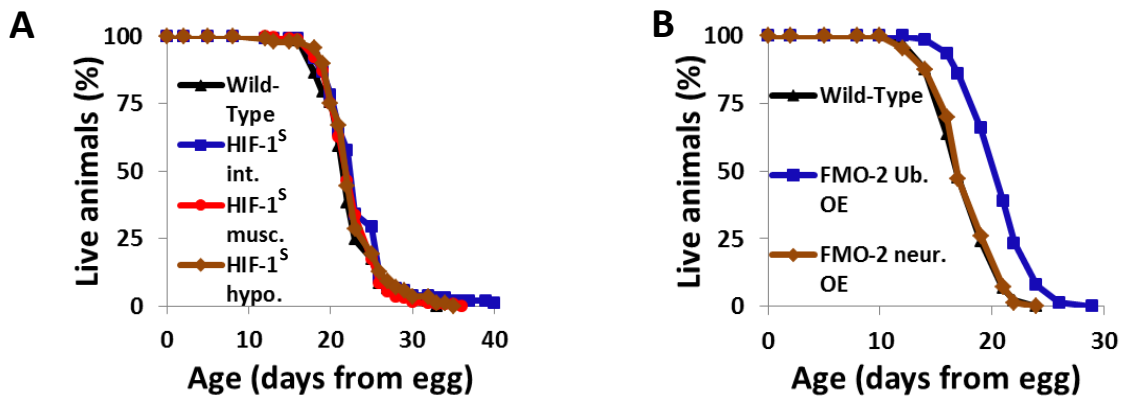 A
Live animals (%)
100
75
50
25
0
Wild-
Type
HIF-1ˢ
int.
HIF-1ˢ
musc.
HIF-1ˢ
hypo.
0 10 20 30 40
Age (days from egg)
B
Live animals (%)
100
75
50
25
0
Wild-Type
FMO-2 Ub.
OE
FMO-2 neur.
OE
0 10 20 30
Age (days from egg)